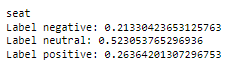 seat
Label negative: 0.21330423653125763
Label neutral: 0.523053765296936
Label positive: 0.26364201307296753